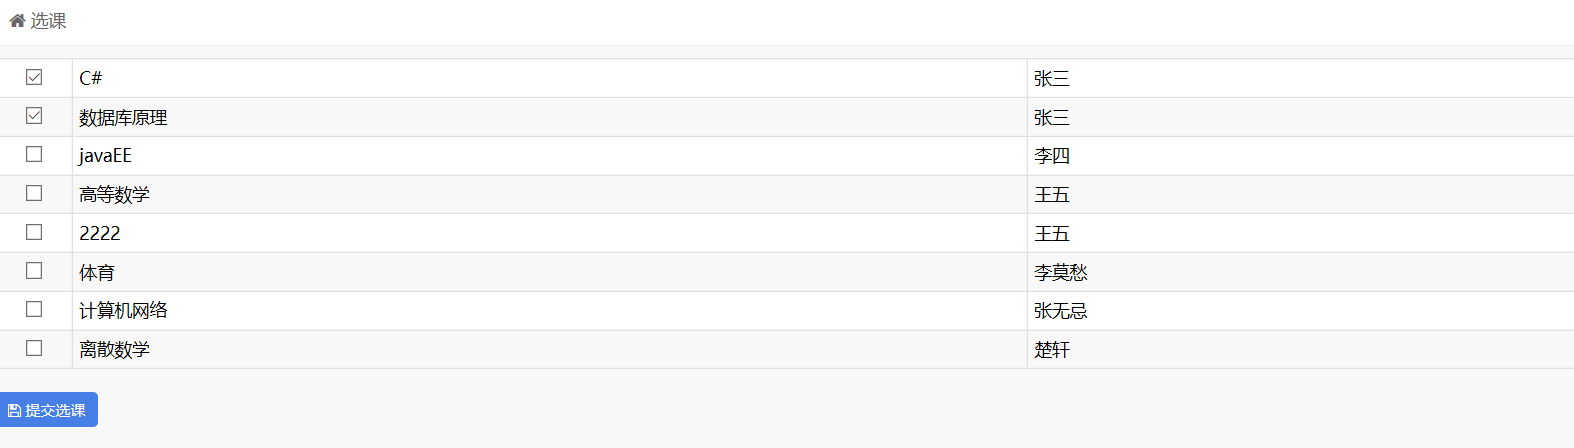 选课
C# 张三
数据库原理 张三
javaEE 李四
高等数学 王五
2222 王五
体育 李莫愁
计算机网络 张无忌
离散数学 楚轩
提交选课